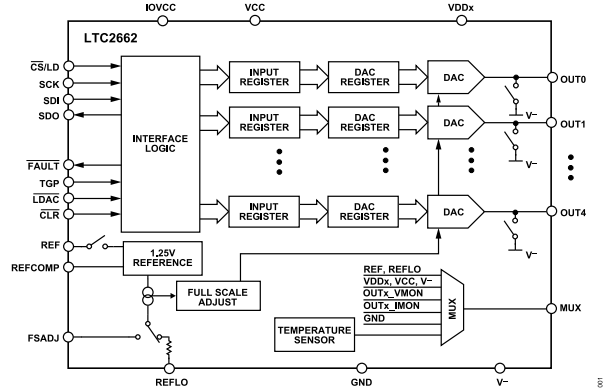 IOVCC
VCC
VDDx
LTC2662
CS/LD
SCK
SDI
SDO
FAULT
TGP
LDAC
CLR
REF
REFCOMP
FSADJ
INTERFACE
LOGIC
INPUT
REGISTER
DAC
REGISTER
DAC
OUT0
V–
INPUT
REGISTER
DAC
REGISTER
DAC
OUT1
V–
INPUT
REGISTER
DAC
REGISTER
DAC
OUT4
V–
1.25V
REFERENCE
FULL SCALE
ADJUST
REF, REFLO
VDDx, VCC, V–
OUTx_VMON
OUTx_IMON
GND
TEMPERATURE
SENSOR
MUX
MUX
REFLO
GND
V–
001